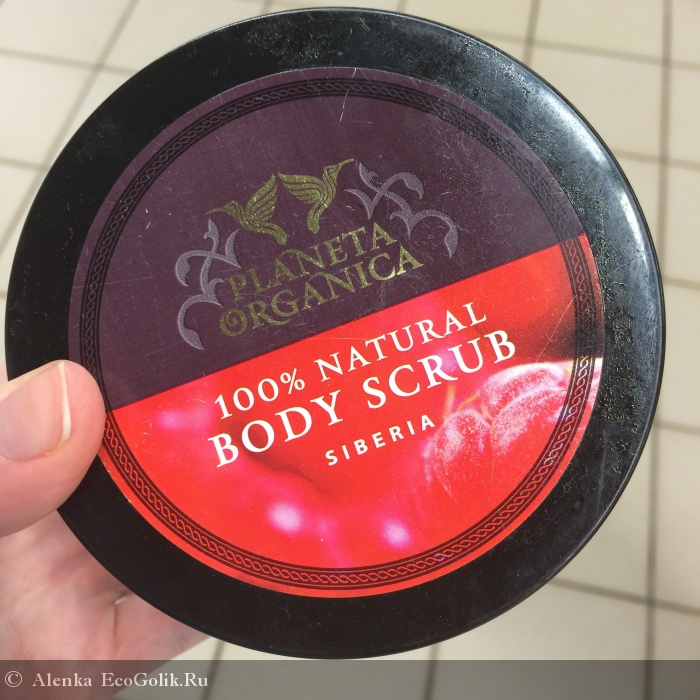 PLANETA
ORGANICA
100% NATURAL
BODY SCRUB
SIBERIA
© Alenka EcoGolik.Ru